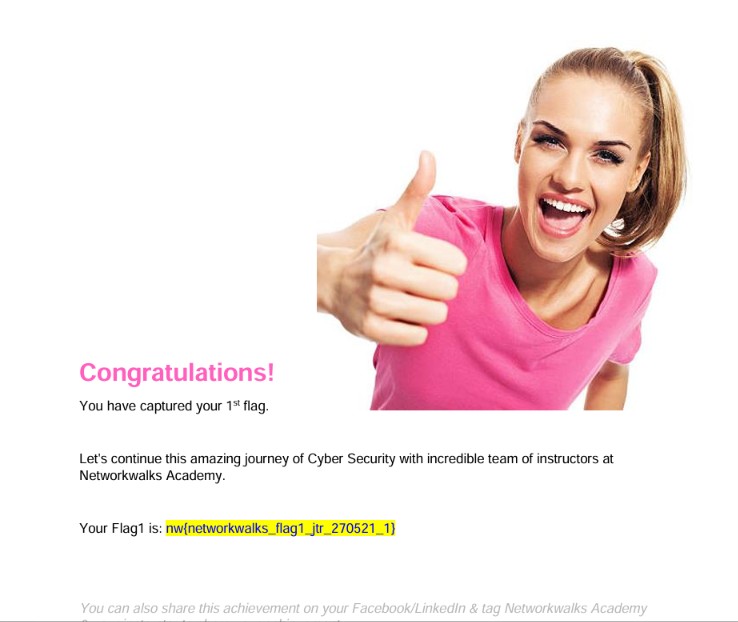 Congratulations!
You have captured your 1st flag.
Let's continue this amazing journey of Cyber Security with incredible team of instructors at
Networkwalks Academy.
Your Flag1 is: nw{networkwalks_flag1_jtr_270521_1}
You can also share this achievement on your Facebook/LinkedIn & tag Networkwalks Academy